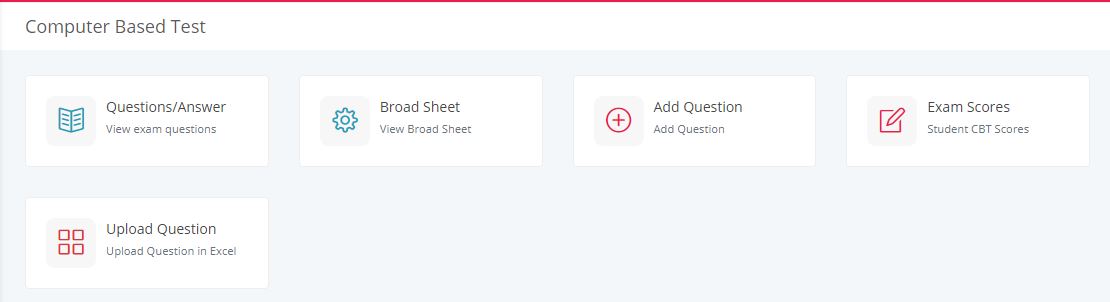 Computer Based Test
Questions/Answer
View exam questions
Broad Sheet
View Broad Sheet
Add Question
Add Question
Exam Scores
Student CBT Scores
Upload Question
Upload Question in Excel